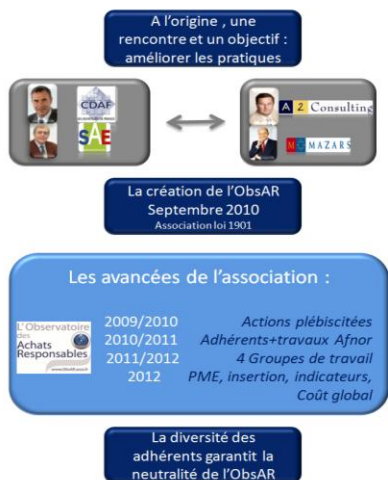 A l'origine , une
rencontre et un objectif :
améliorer les pratiques
CDAF
SAE
A 2 Consulting
MAZARS
La création de l'ObsAR
Septembre 2010
Association loi 1901
Les avancées de l'association :
L'Observatoire
des
Achats
Responsables
2009/2010 Actions plébiscitées
2010/2011 Adhérents+travaux Afnor
2011/2012 4 Groupes de travail
2012 PME, insertion, indicateurs,
Coût global
La diversité des
adhérents garantit la
neutralité de l'ObsAR